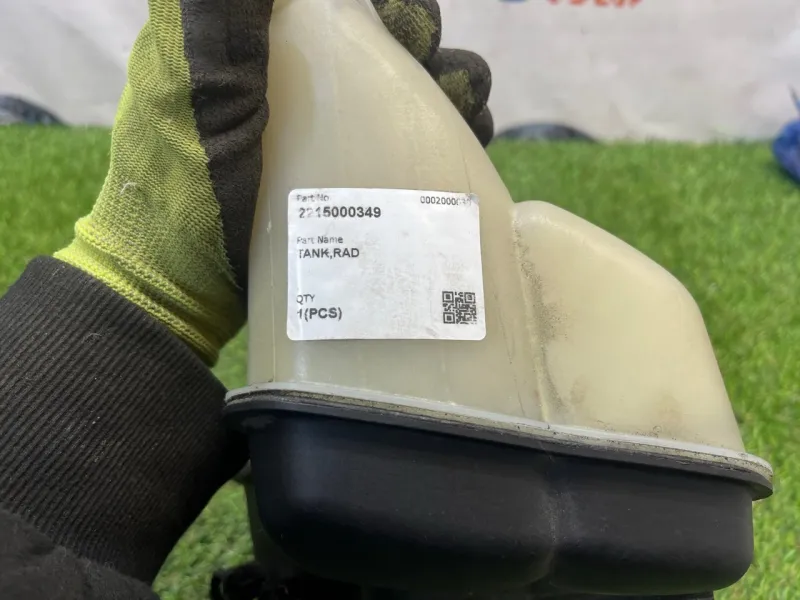 Part No
2215000349
Part Name
TANK,RAD
QTY
1(PCS)